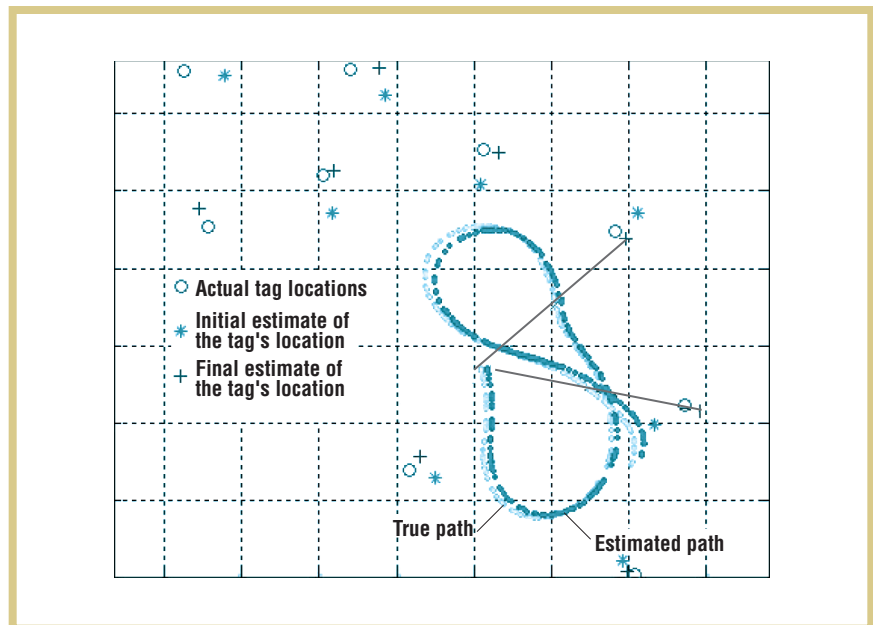 Actual tag locations
Initial estimate of
the tag's location
Final estimate of
the tag's location
True path
Estimated path